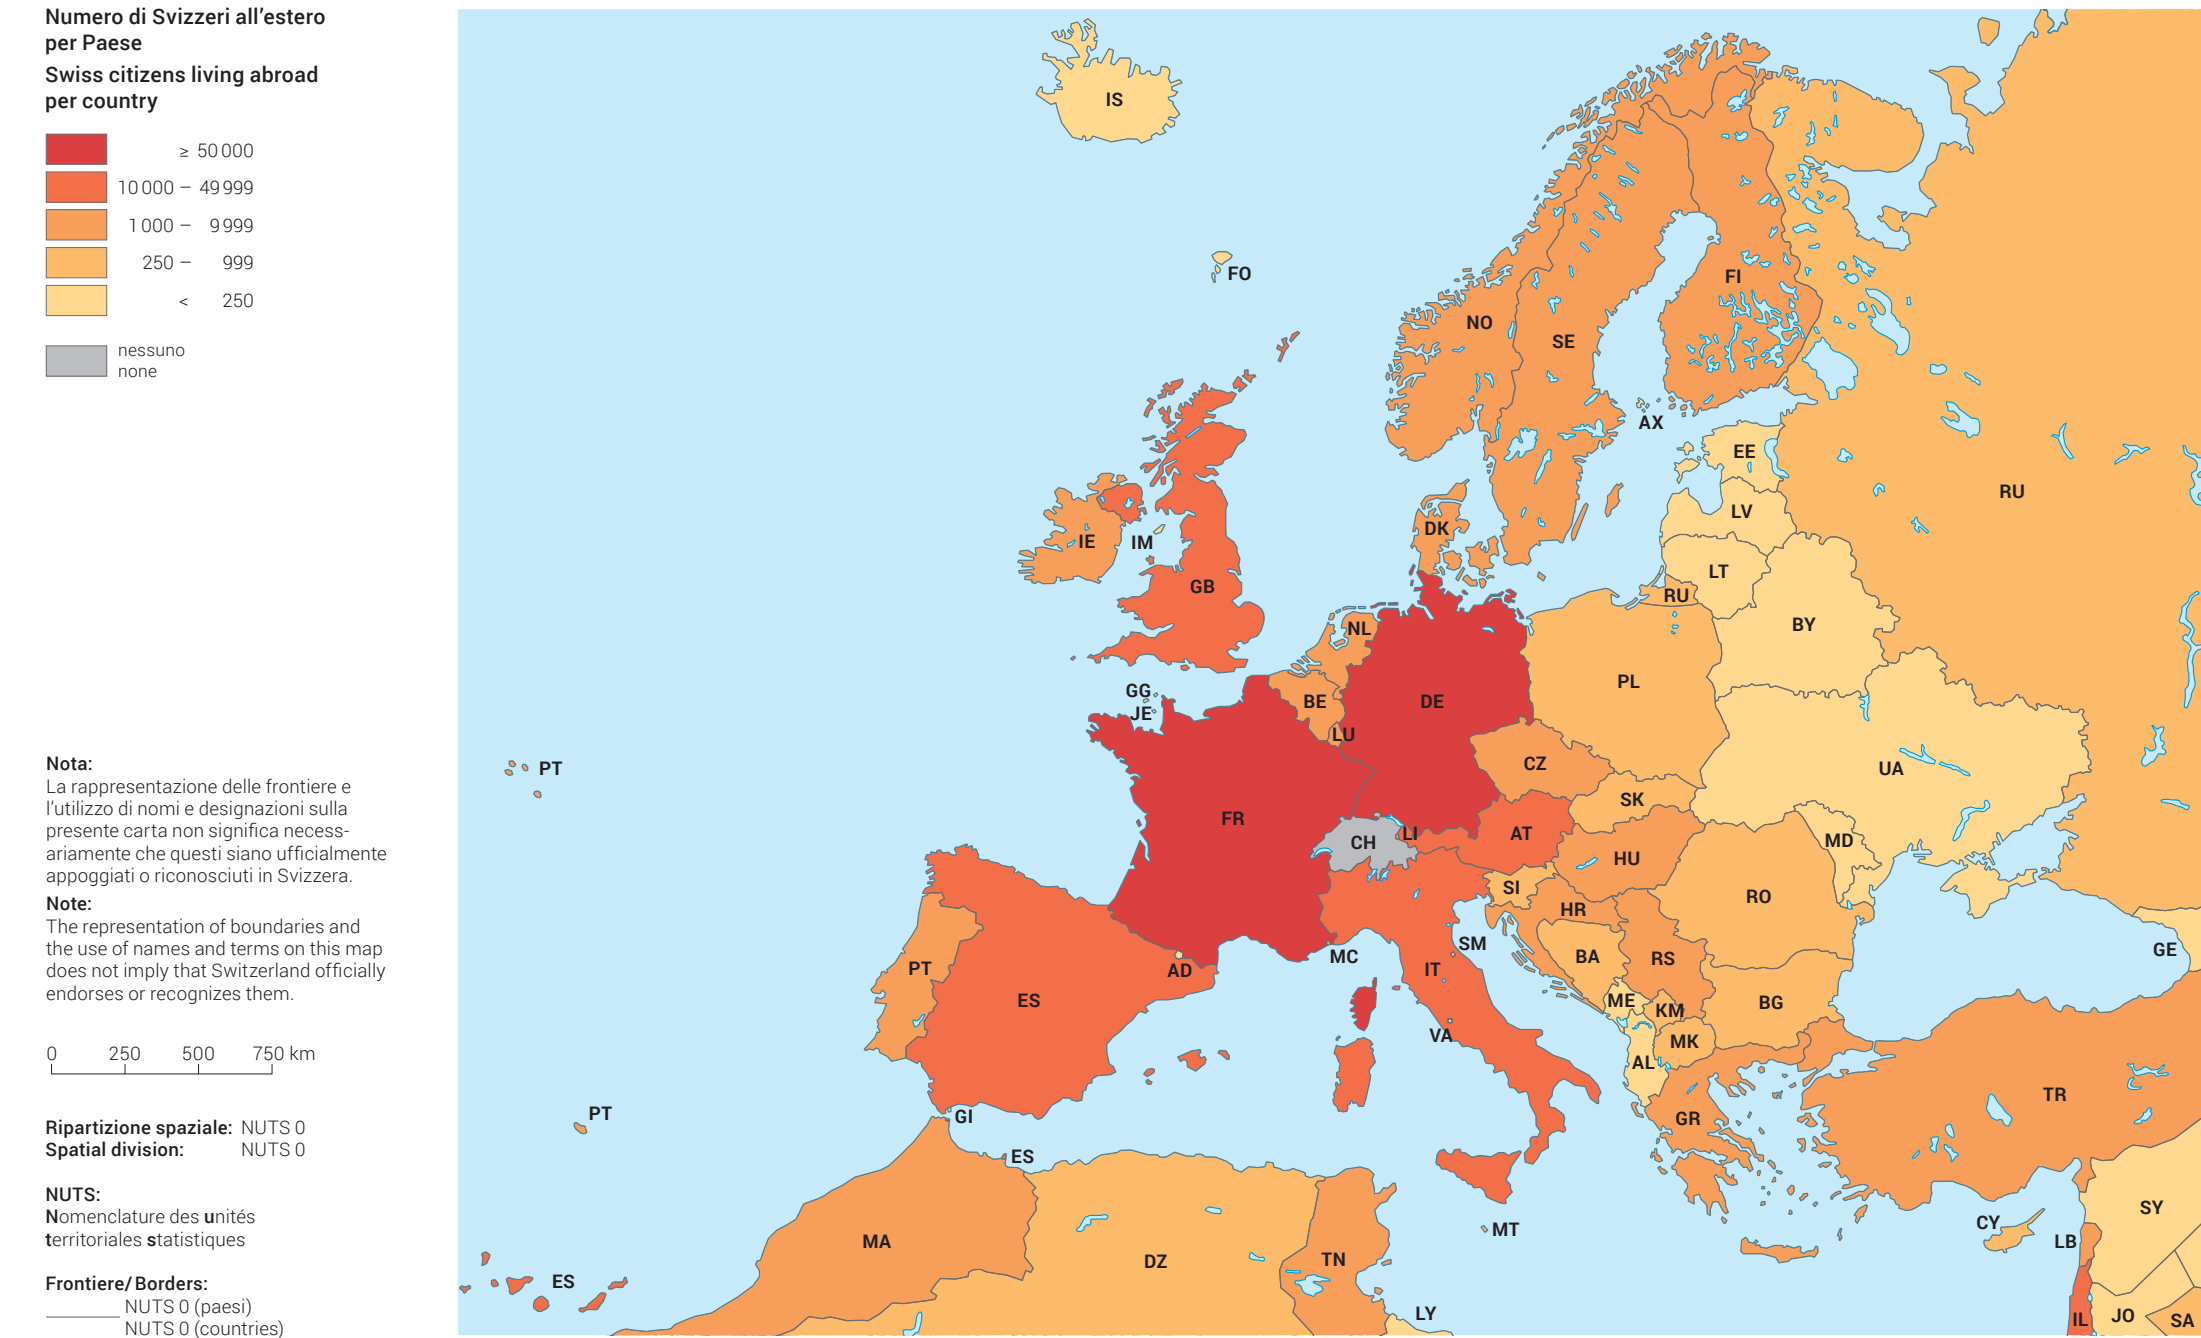 Numero di Svizzeri all’estero
per Paese
Swiss citizens living abroad
per country
≥ 50 000
10 000 – 49 999
1 000 – 9 999
250 – 999
< 250
nessuno
none
Nota:
La rappresentazione delle frontiere e
l’utilizzo di nomi e designazioni sulla
presente carta non significa necess-
ariamente che questi siano ufficialmente
appoggiati o riconosciuti in Svizzera.
Note:
The representation of boundaries and
the use of names and terms on this map
does not imply that Switzerland officially
endorses or recognizes them.
0 250 500 750 km
Ripartizione spaziale: NUTS 0
Spatial division: NUTS 0
NUTS:
Nomenclature des unités
territoriales statistiques
Frontiere/Borders:
NUTS 0 (paesi)
NUTS 0 (countries)
IS
FO
FI
NO
SE
AX
EE
RU
LV
DK
IE
IM
LT
GB
RU
BY
NL
PL
GG
BE
DE
JE
LU
CZ
UA
PT
SK
FR
CH
LI
AT
MD
HU
SI
RO
HR
SM
GE
MC
BA
RS
PT
IT
AD
ES
ME
KM
BG
VA
MK
AL
TR
PT
GI
GR
ES
SY
CY
MT
LB
MA
DZ
TN
ES
LY
IL
JO
SA